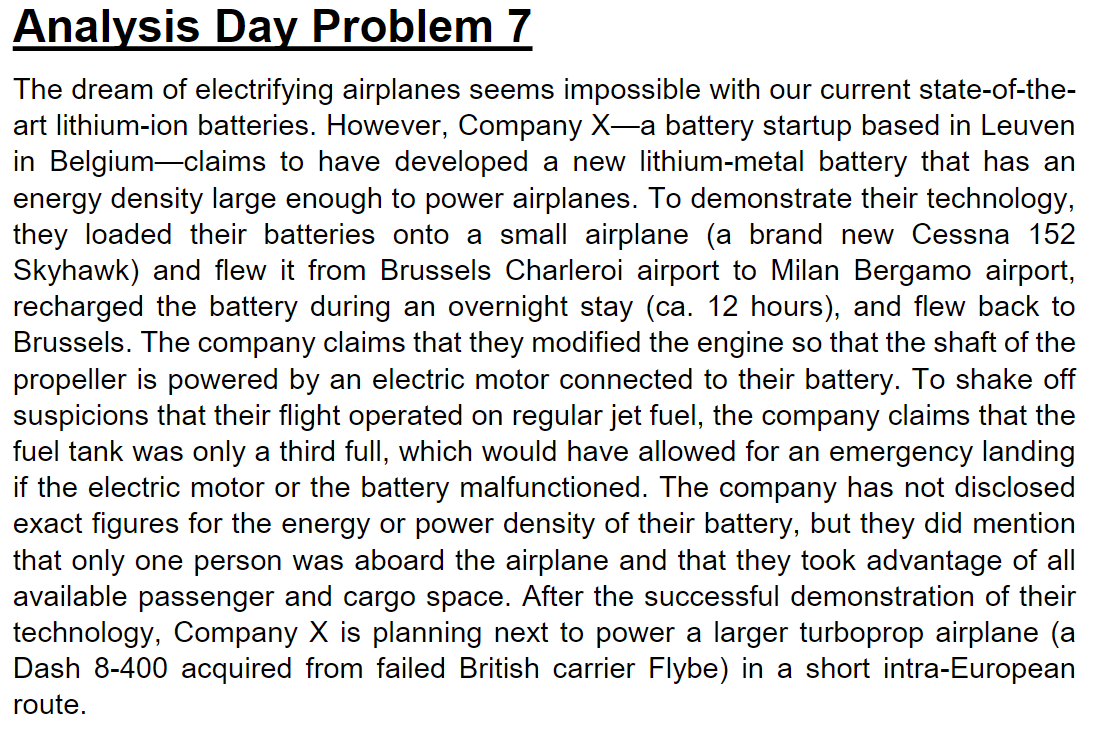 Analysis Day Problem 7
The dream of electrifying airplanes seems impossible with our current state-of-the-
art lithium-ion batteries. However, Company X—a battery startup based in Leuven
in Belgium—claims to have developed a new lithium-metal battery that has an
energy density large enough to power airplanes. To demonstrate their technology,
they loaded their batteries onto a small airplane (a brand new Cessna 152
Skyhawk) and flew it from Brussels Charleroi airport to Milan Bergamo airport,
recharged the battery during an overnight stay (ca. 12 hours), and flew back to
Brussels. The company claims that they modified the engine so that the shaft of the
propeller is powered by an electric motor connected to their battery. To shake off
suspicions that their flight operated on regular jet fuel, the company claims that the
fuel tank was only a third full, which would have allowed for an emergency landing
if the electric motor or the battery malfunctioned. The company has not disclosed
exact figures for the energy or power density of their battery, but they did mention
that only one person was aboard the airplane and that they took advantage of all
available passenger and cargo space. After the successful demonstration of their
technology, Company X is planning next to power a larger turboprop airplane (a
Dash 8-400 acquired from failed British carrier Flybe) in a short intra-European
route.